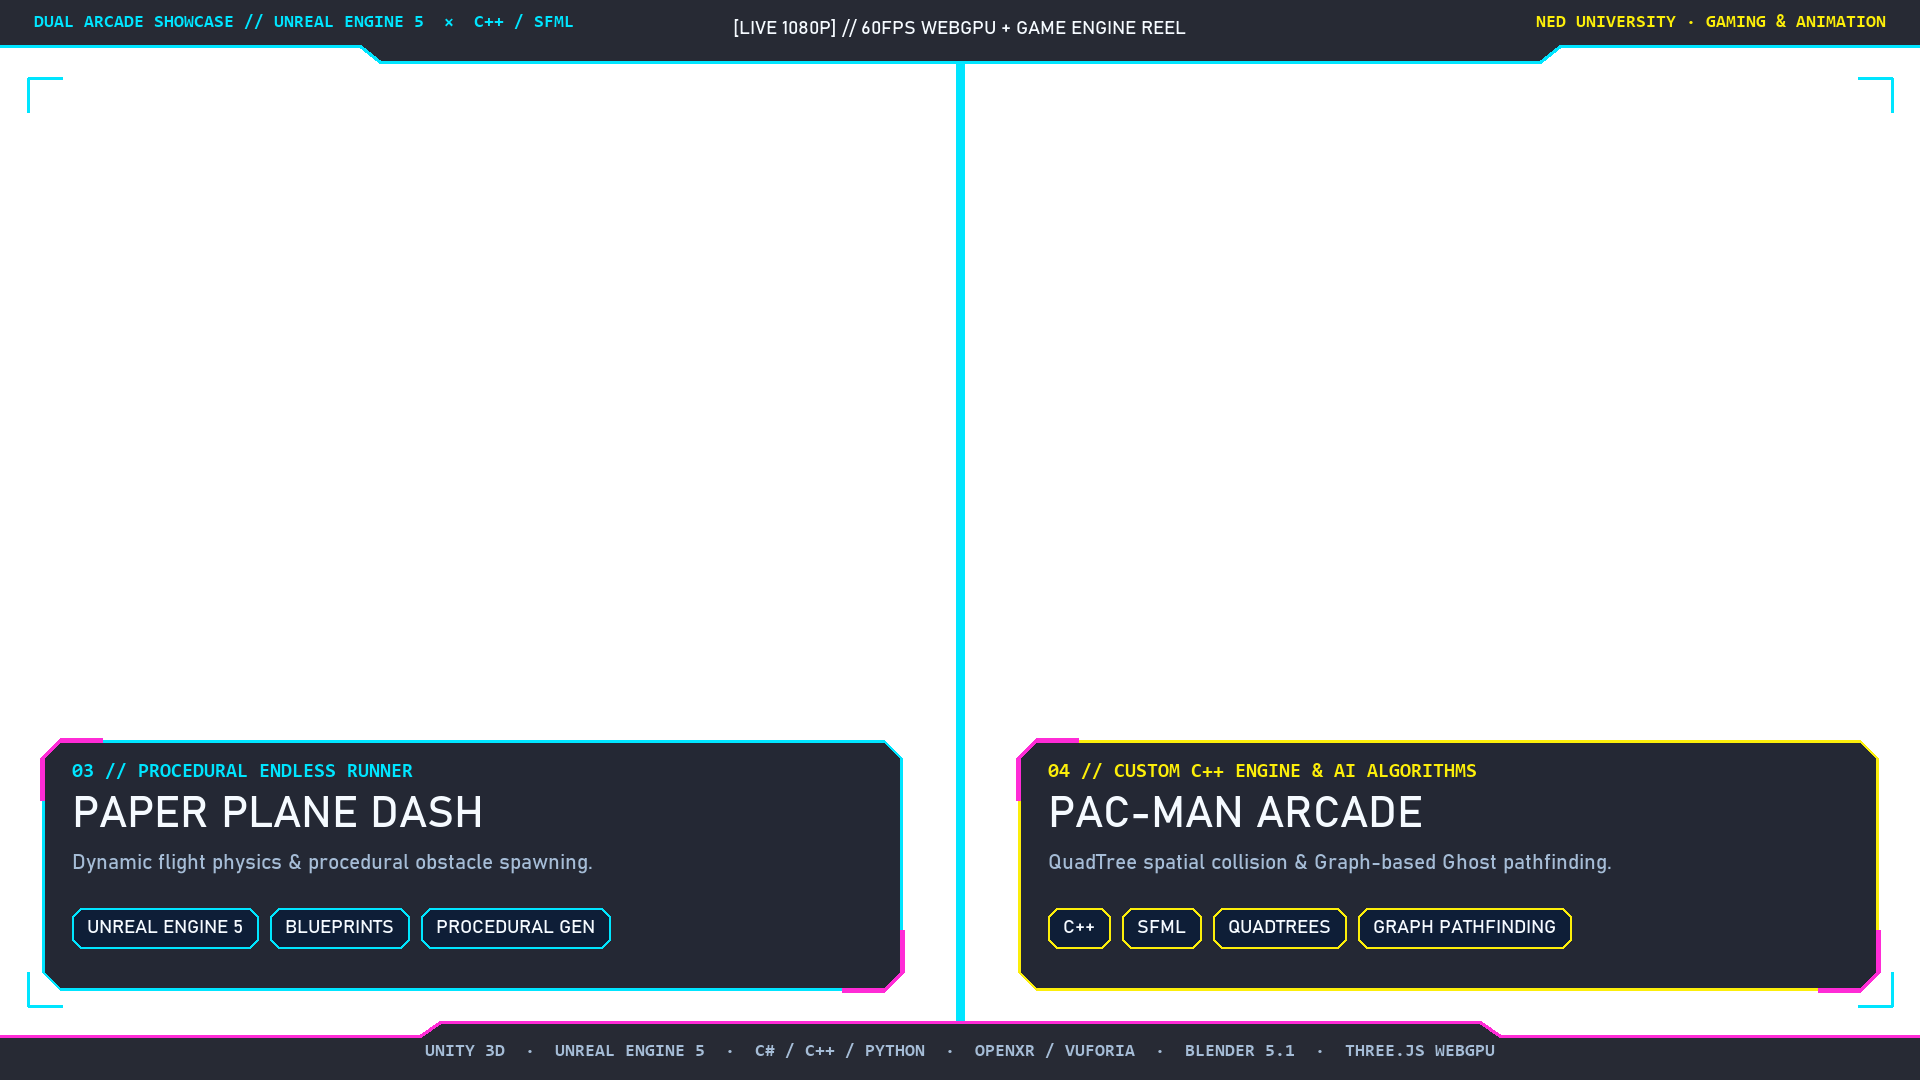 DUAL ARCADE SHOWCASE // UNREAL ENGINE 5 × C++ / SFML
[LIVE 1080P] // 60FPS WEBGPU + GAME ENGINE REEL
NED UNIVERSITY · GAMING & ANIMATION
03 // PROCEDURAL ENDLESS RUNNER
PAPER PLANE DASH
Dynamic flight physics & procedural obstacle spawning.
UNREAL ENGINE 5 BLUEPRINTS PROCEDURAL GEN
04 // CUSTOM C++ ENGINE & AI ALGORITHMS
PAC-MAN ARCADE
QuadTree spatial collision & Graph-based Ghost pathfinding.
C++ SFML QUADTREES GRAPH PATHFINDING
UNITY 3D · UNREAL ENGINE 5 · C# / C++ / PYTHON · OPENXR / VUFORIA · BLENDER 5.1 · THREE.JS WEBGPU